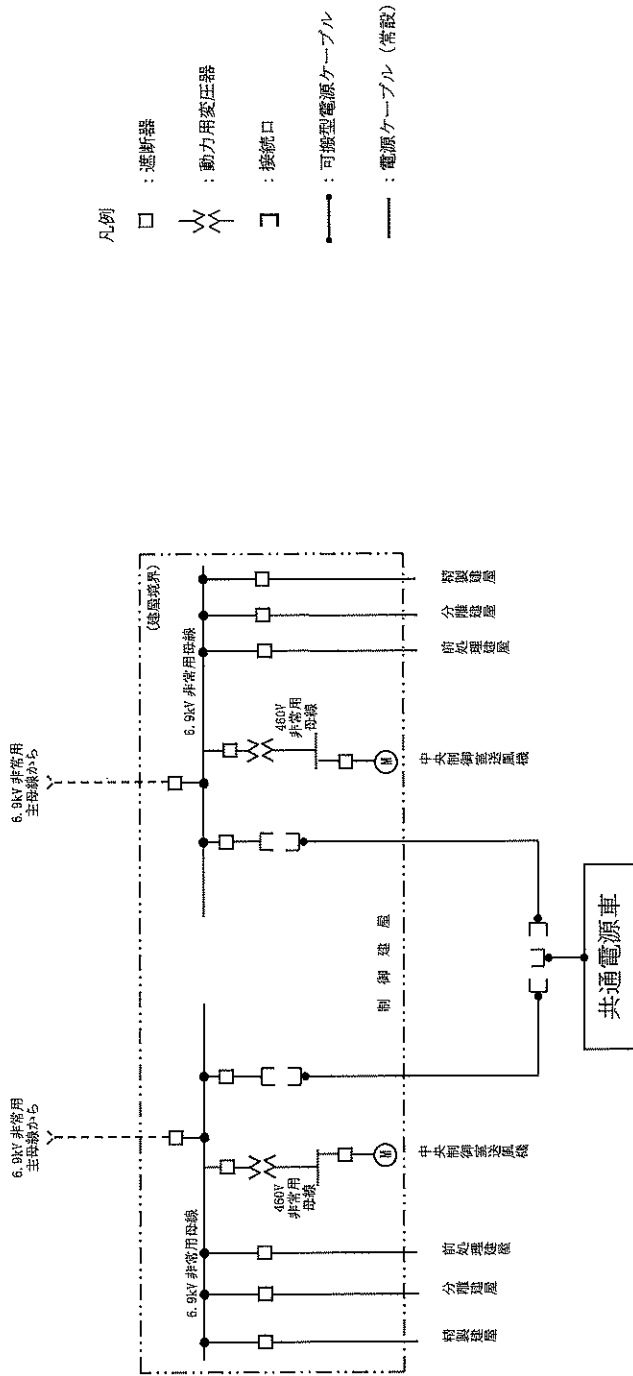 6.9kV 非常用
主母線から
6.9kV 非常用
主母線から
(建屋境界)
6.9kV 非常用母線
6.9kV 非常用母線
460V
非常用
母線
460V
非常用
母線
制御建屋
精製建屋
分離建屋
前処理建屋
中央制御室送風機
M
中央制御室送風機
M
前処理建屋
分離建屋
精製建屋
共通電源車
凡例
：遮断器
：動力用変圧器
：接続口
：可搬型電源ケーブル
：電源ケーブル（常設）